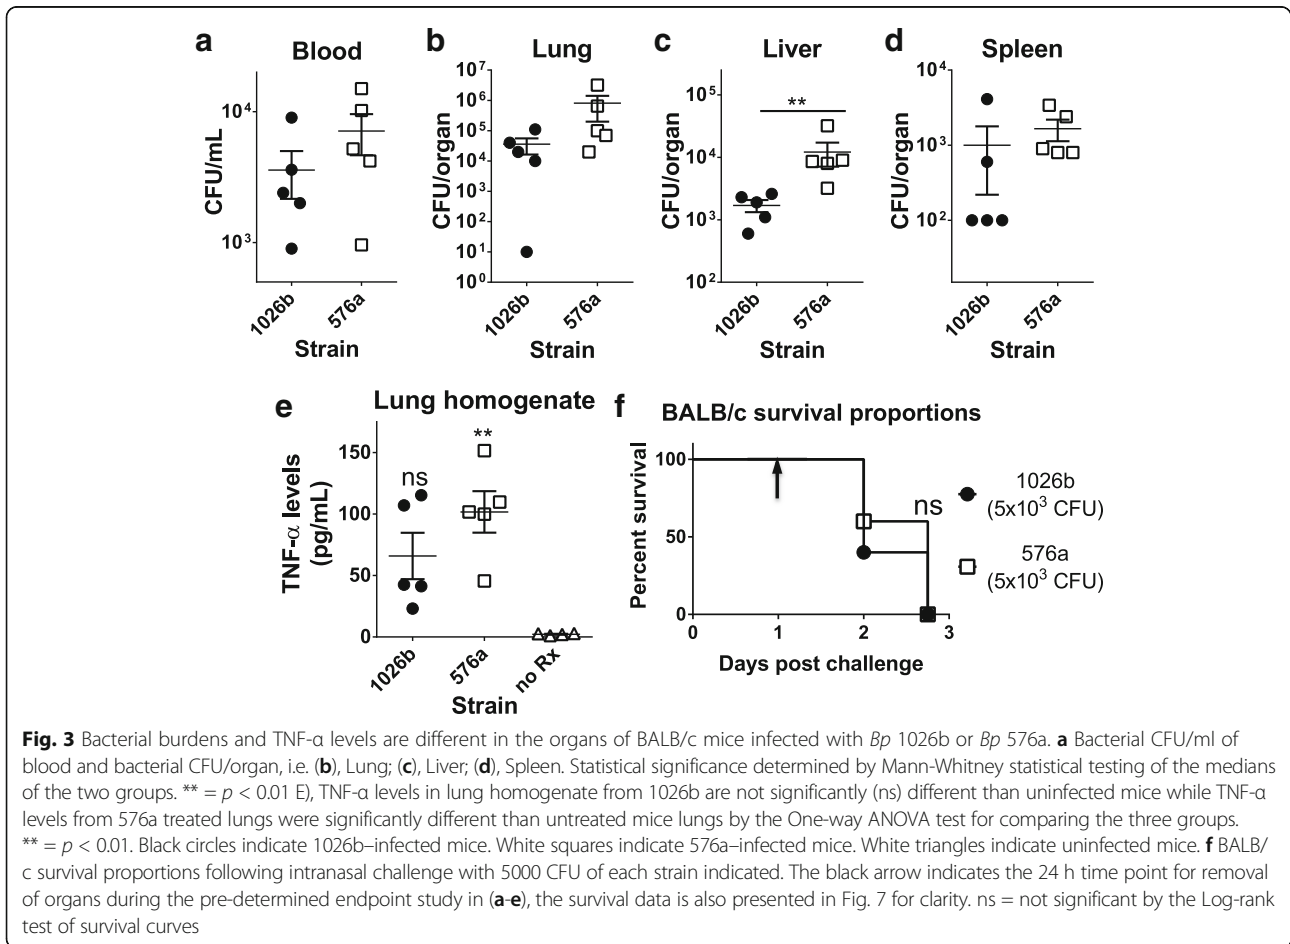 a Blood
CFU/mL
10⁴
10³
1026b
576a
Strain
b Lung
CFU/organ
10⁷
10⁶
10⁵
10⁴
10³
10²
10¹
10⁰
1026b
576a
Strain
c Liver
CFU/organ
10⁵
10⁴
10³
10²
**
1026b
576a
Strain
d Spleen
CFU/organ
10⁴
10³
10²
1026b
576a
Strain
e Lung homogenate
TNF-α levels
(pg/mL)
150
100
50
0
ns
**
1026b
576a
no Rx
Strain
f BALB/c survival proportions
Percent survival
100
50
0
0 1 2 3
ns
Days post challenge
1026b
(5x10³ CFU)
576a
(5x10³ CFU)
Fig. 3 Bacterial burdens and TNF-α levels are different in the organs of BALB/c mice infected with Bp 1026b or Bp 576a. a Bacterial CFU/ml of
blood and bacterial CFU/organ, i.e. (b), Lung; (c), Liver; (d), Spleen. Statistical significance determined by Mann-Whitney statistical testing of the medians
of the two groups. ** = p < 0.01 E), TNF-α levels in lung homogenate from 1026b are not significantly (ns) different than uninfected mice while TNF-α
levels from 576a treated lungs were significantly different than untreated mice lungs by the One-way ANOVA test for comparing the three groups.
** = p < 0.01. Black circles indicate 1026b–infected mice. White squares indicate 576a–infected mice. White triangles indicate uninfected mice. f BALB/
c survival proportions following intranasal challenge with 5000 CFU of each strain indicated. The black arrow indicates the 24 h time point for removal
of organs during the pre-determined endpoint study in (a-e), the survival data is also presented in Fig. 7 for clarity. ns = not significant by the Log-rank
test of survival curves